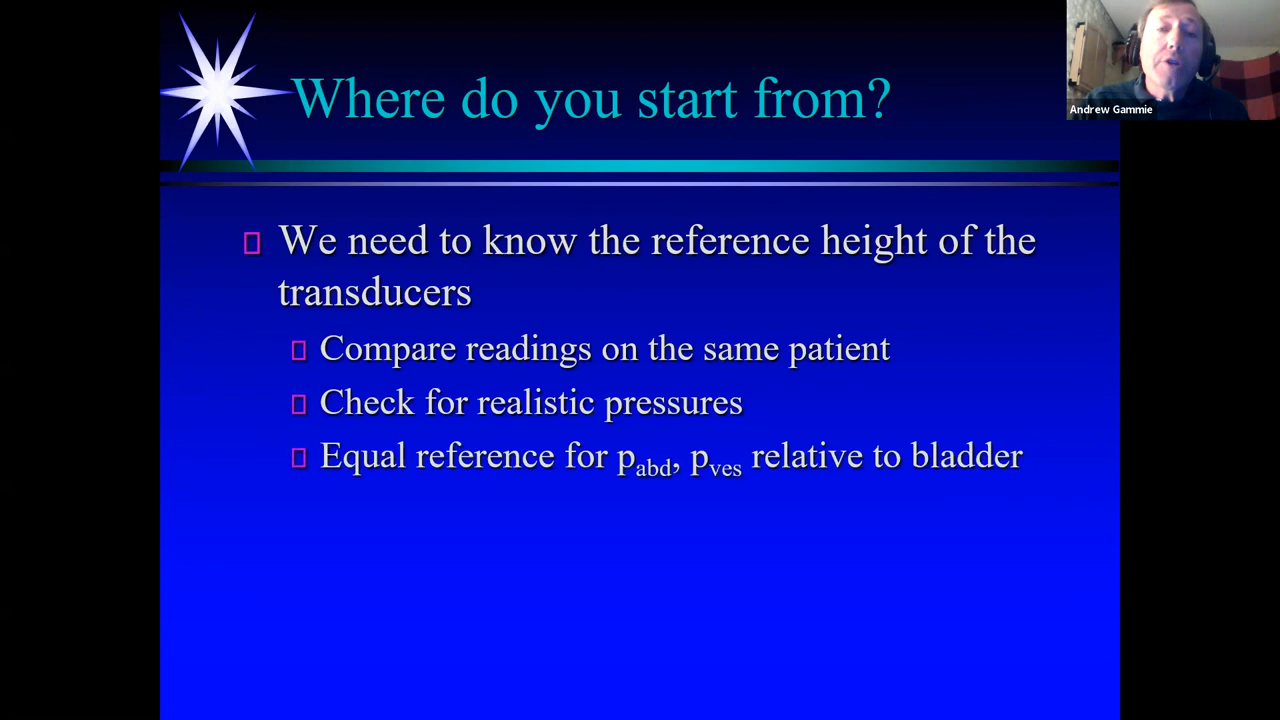 Where do you start from?
Andrew Gammie
We need to know the reference height of the
transducers
Compare readings on the same patient
Check for realistic pressures
Equal reference for pabd, pves relative to bladder